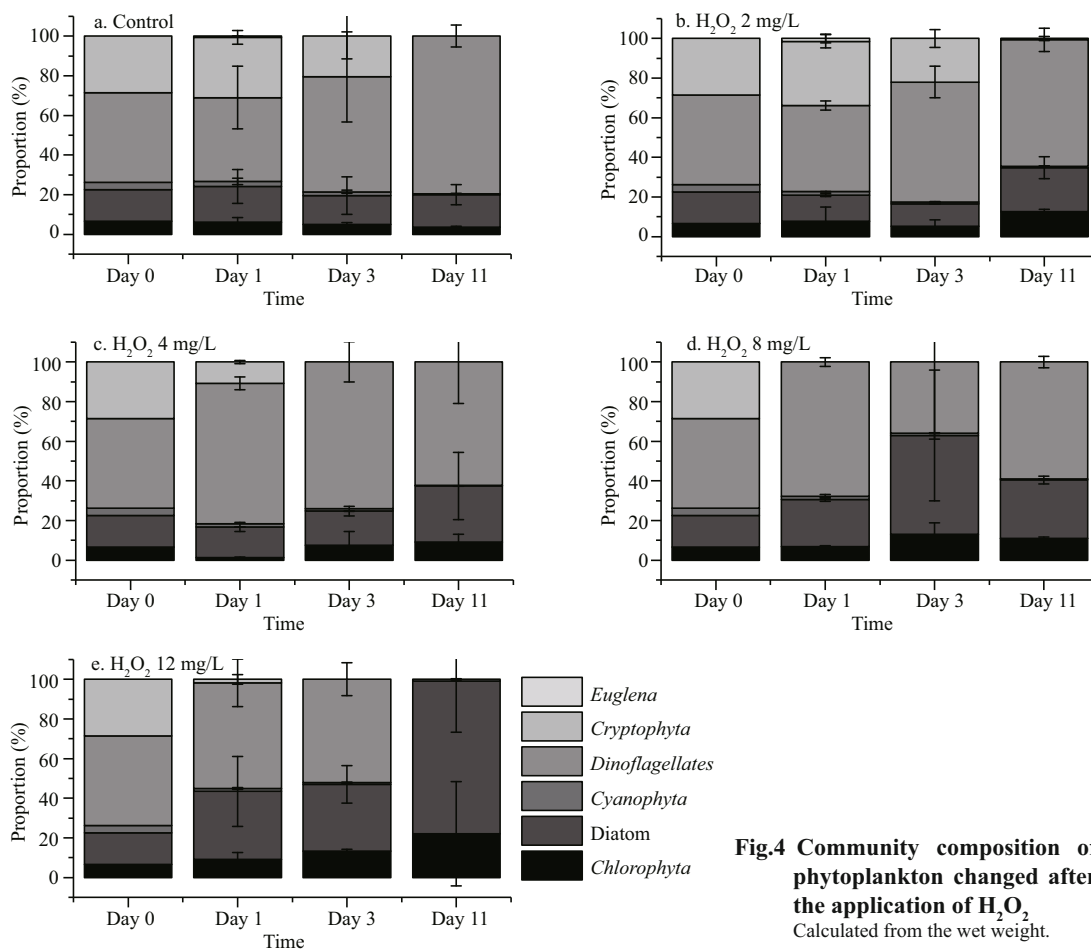 a. Control
100
80
60
40
20
0
Proportion (%)
Day 0 Day 1 Day 3 Day 11
Time
b. H₂O₂ 2 mg/L
100
80
60
40
20
0
Proportion (%)
Day 0 Day 1 Day 3 Day 11
Time
c. H₂O₂ 4 mg/L
100
80
60
40
20
0
Proportion (%)
Day 0 Day 1 Day 3 Day 11
Time
d. H₂O₂ 8 mg/L
100
80
60
40
20
0
Proportion (%)
Day 0 Day 1 Day 3 Day 11
Time
e. H₂O₂ 12 mg/L
100
80
60
40
20
0
Proportion (%)
Day 0 Day 1 Day 3 Day 11
Time
Euglena
Cryptophyta
Dinoflagellates
Cyanophyta
Diatom
Chlorophyta
Fig.4 Community composition of
phytoplankton changed after
the application of H₂O₂
Calculated from the wet weight.